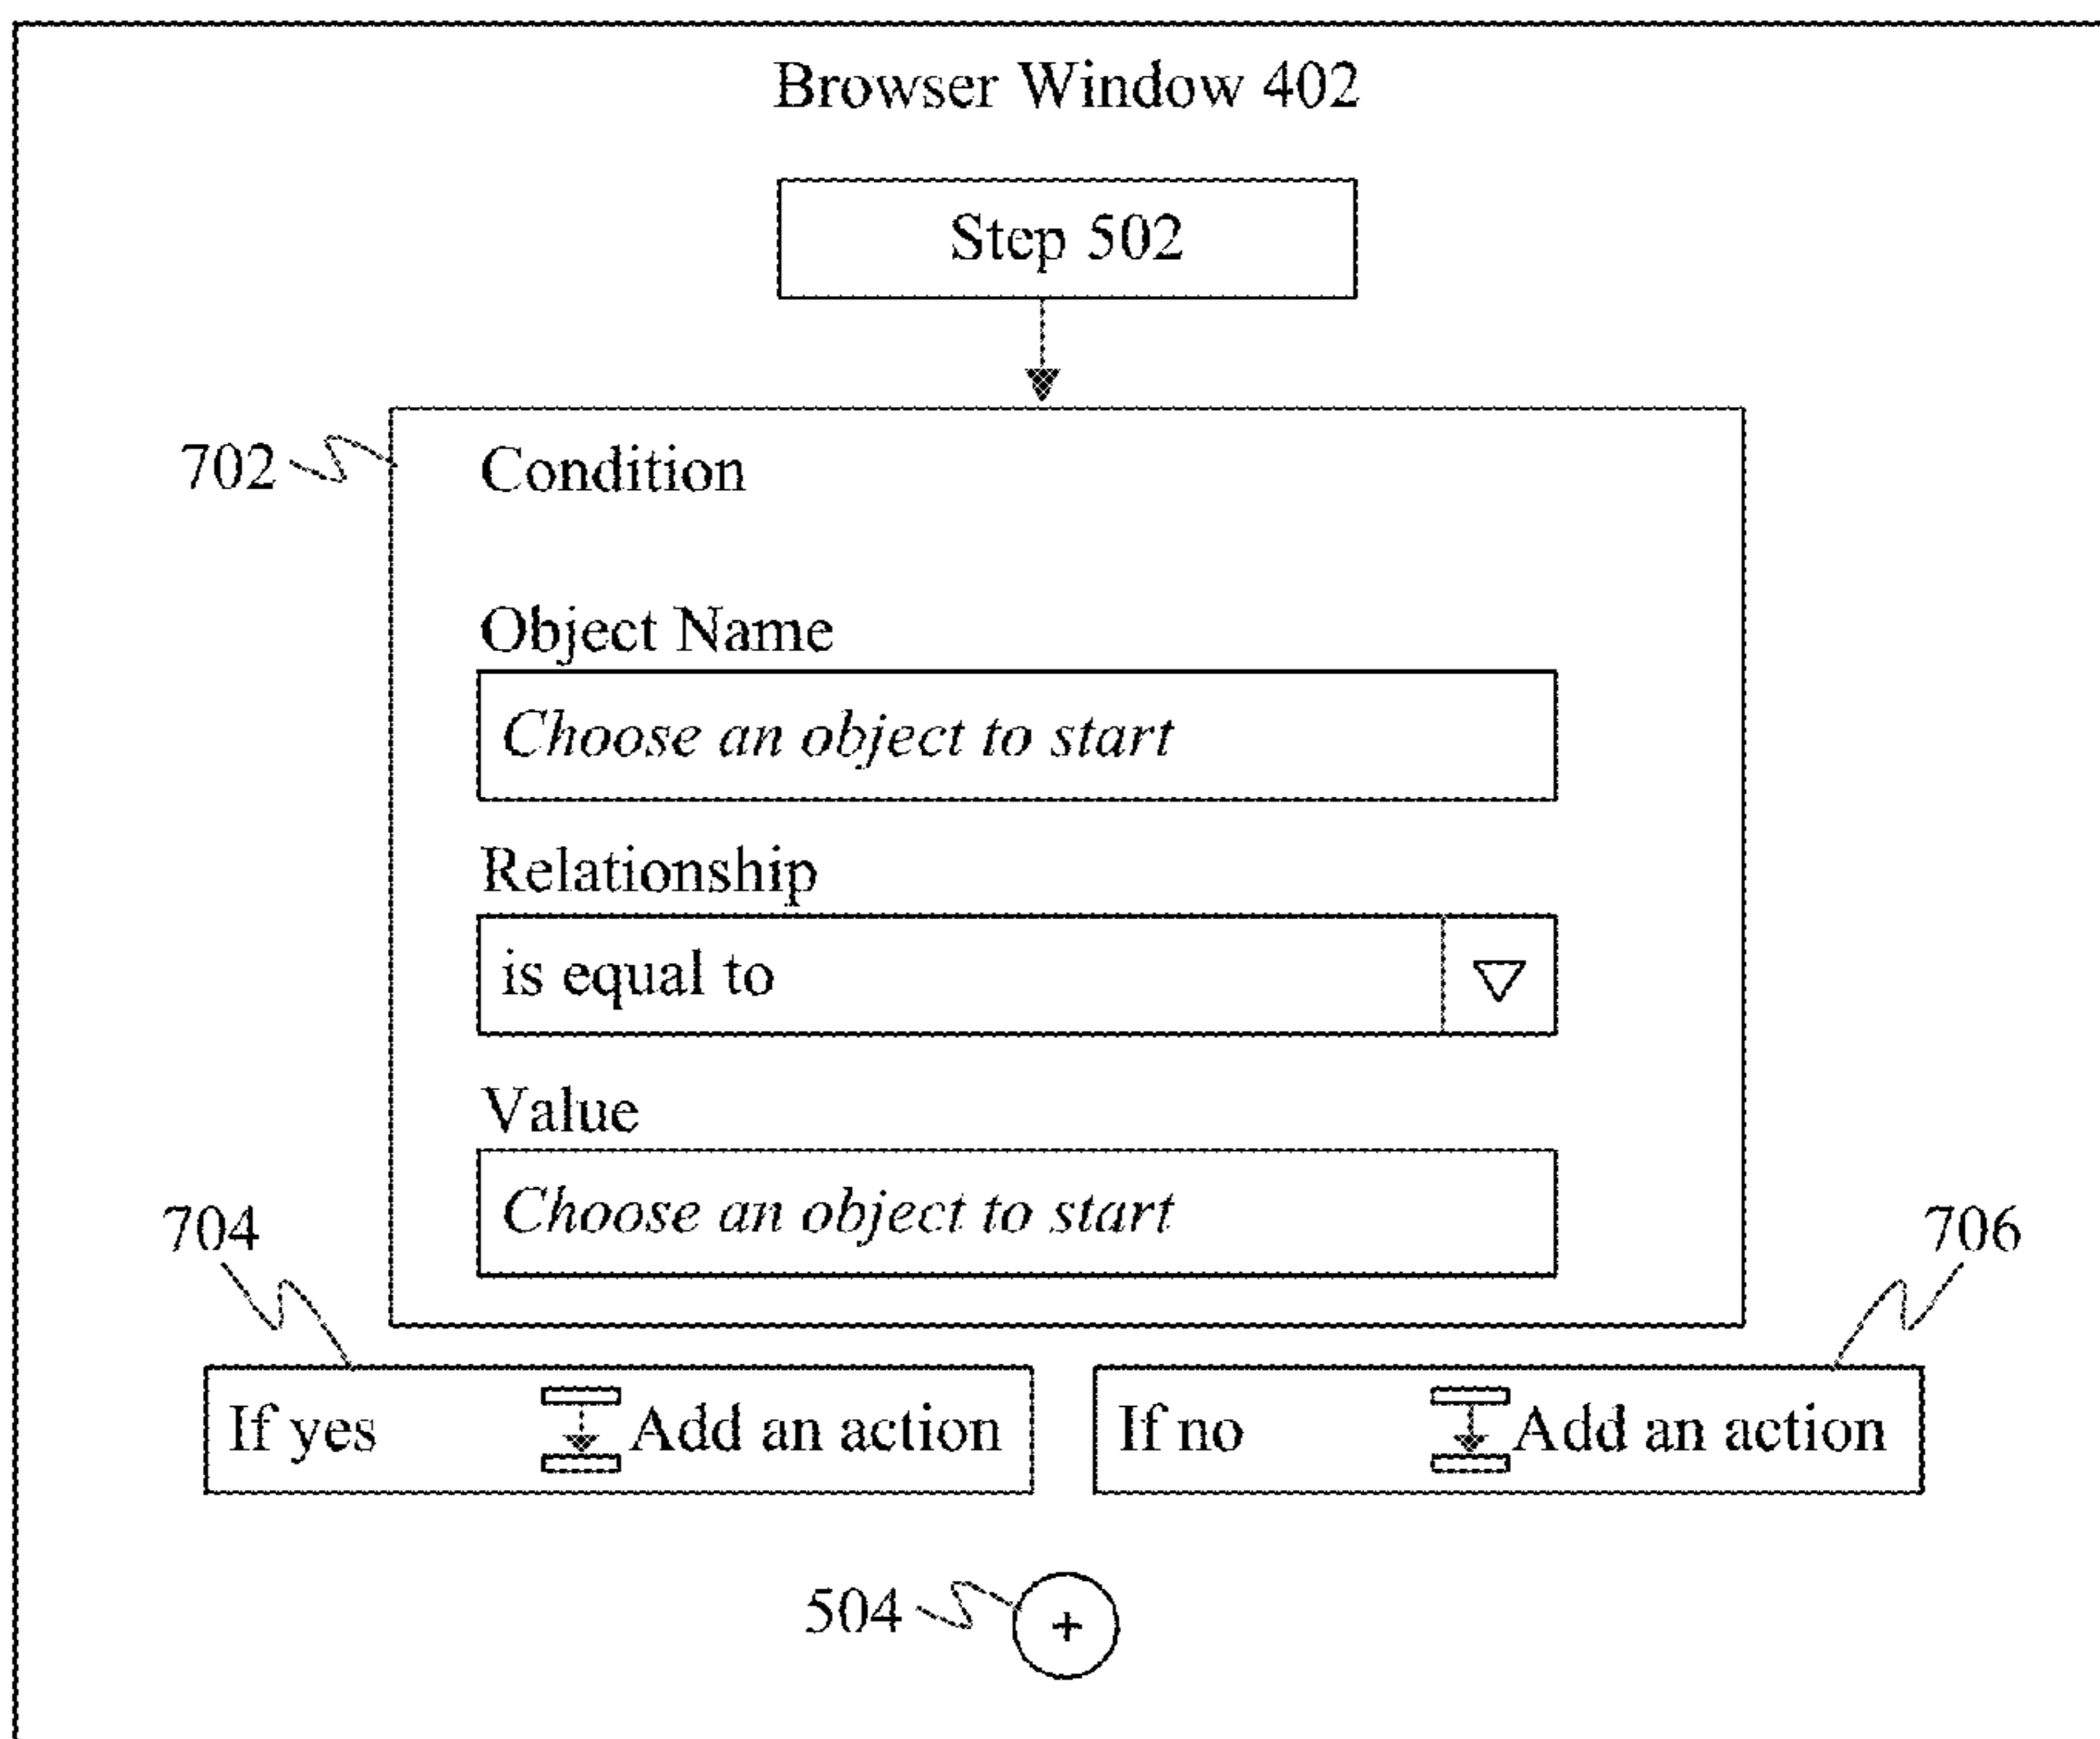 Browser Window 402
Step 502
702
Condition
Object Name
Choose an object to start
Relationship
is equal to
Value
Choose an object to start
704
706
If yes Add an action
If no Add an action
504
+